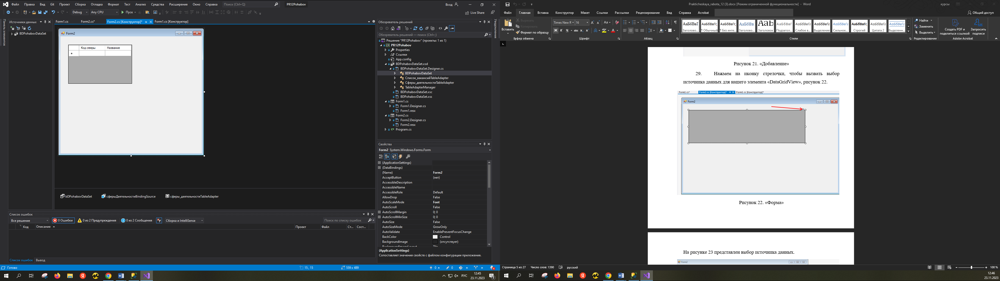 Файл Правка Вид Git Проект Сборка Отладка Формат Тест Анализ Средства Расширения Окно Справка Поиск (Ctrl+Q) PR12Pohabov Вход
Debug Any CPU Пуск Live Share
Панель элементов
Источники данных
BDPohabovDataSet
Form1.cs Form2.cs* Form2.cs [Конструктор]* Form1.cs [Конструктор]
Form2
Код сферы Название
bDPohabovDataSet сферыДеятельностиBindingSource сферы_деятельностиTableAdapter
Обозреватель решений
Обозреватель решений — поиск (Ctrl+;)
Решение "PR12Pohabov" (проекты: 1 из 1)
PR12Pohabov
Properties
Ссылки
App.config
BDPohabovDataSet.xsd
BDPohabovDataSet.Designer.cs
BDPohabovDataSet
Список_вакансийTableAdapter
Сферы_деятельностиTableAdapter
TableAdapterManager
BDPohabovDataSet.xsc
BDPohabovDataSet.xss
Form1.cs
Form1.Designer.cs
Form1.resx
Form2.cs
Form2.Designer.cs
Form2.resx
Program.cs
Уведомления
Свойства
Form2 System.Windows.Forms.Form
(ApplicationSettings)
(DataBindings)
(Name) Form2
AcceptButton (нет)
AccessibleDescription
AccessibleName
AccessibleRole Default
AllowDrop False
AutoScaleMode Font
AutoScroll False
AutoScrollMargin 0; 0
AutoScrollMinSize 0; 0
AutoSize False
AutoSizeMode GrowOnly
AutoValidate EnablePreventFocusChange
BackColor Control
BackgroundImage (отсутствует)
BackgroundImageLayout Tile
(ApplicationSettings)
Сопоставляет значения свойств с файлом конфигурации приложения.
Список ошибок
Все решение 0 Ошибки 0 из 2 Предупреждения 0 из 2 Сообщения Сборка и IntelliSense Поиск по списку ошибок
Код Описание Проект Файл Ст... Сост...
Список ошибок Вывод
Готово 15 , 15 559 x 489 0 0 4
РУС 12:45 23.11.2023 5
Prakticheskaya_rabota_12 (3).docx [Режим ограниченной функциональности] - Word курсы
Файл Главная Вставка Конструктор Макет Ссылки Рассылки Рецензирование Вид Справка Acrobat Общий доступ
Вставить Вырезать Копировать Формат по образцу
Times New R 16
Заголово... ¶ Обычный ¶ Без инте... Заголово... Заголовок Подзагол... Слабое в... Выделение Сильное... Строгий Цитата 2 Выделенн...
Найти Заменить Выделить
Создать PDF и поделиться ссылкой Запросить подписи
Буфер обмена Шрифт Абзац Стили Редактирование Adobe Acrobat
Рисунок 21. «Добавление»
29. Нажмем на иконку стрелочки, чтобы вызвать выбор
источника данных для нашего элемента «DataGridView», рисунок 22.
Form1.cs* Form2.cs [Конструктор]* Form1.cs [Конструктор]*
Form2
Рисунок 22. «Форма»
На рисунке 23 представлен выбор источника данных.
Form2
Страница 5 из 27 Число слов: 1390 русский 100 %
12:46 23.11.2023